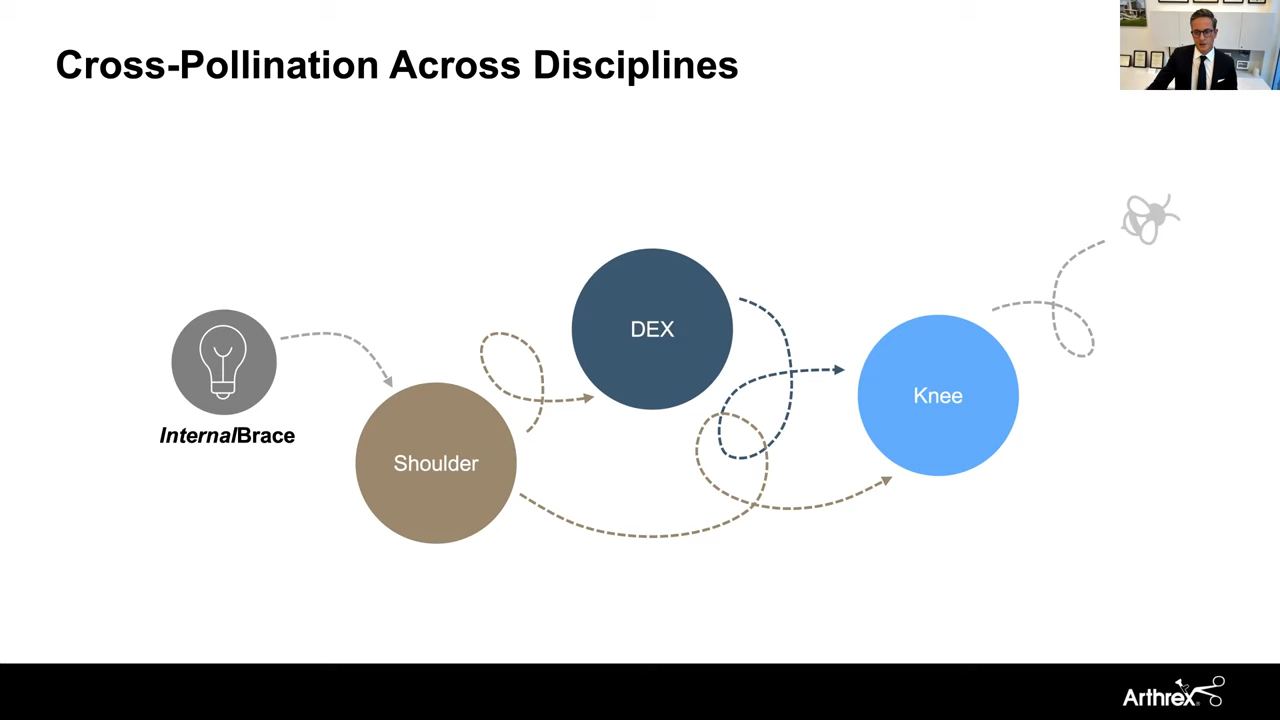 Cross-Pollination Across Disciplines
DEX
Knee
InternalBrace
Shoulder
Arthrex®